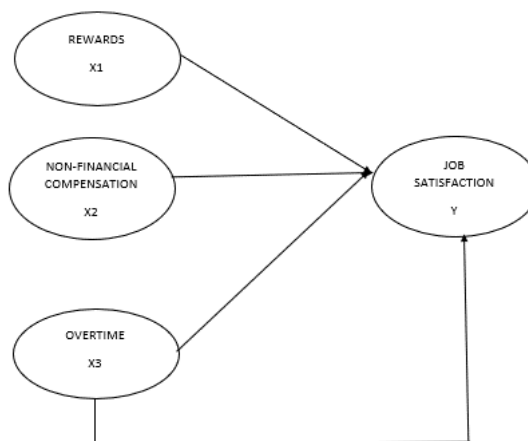 REWARDS
X1
NON-FINANCIAL
COMPENSATION
X2
JOB
SATISFACTION
Y
OVERTIME
X3